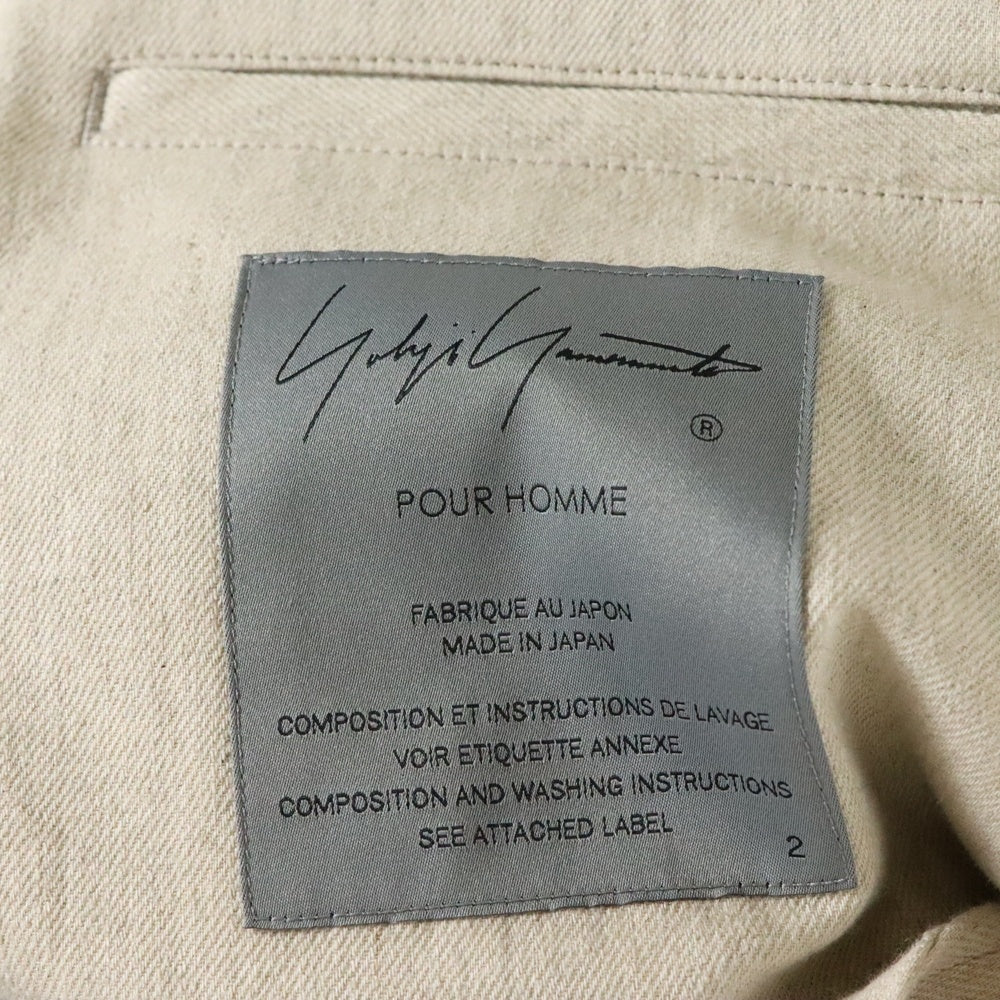 Yohji Yamamoto
®
POUR HOMME
FABRIQUE AU JAPON
MADE IN JAPAN
COMPOSITION ET INSTRUCTIONS DE LAVAGE
VOIR ETIQUETTE ANNEXE
COMPOSITION AND WASHING INSTRUCTIONS
SEE ATTACHED LABEL
2